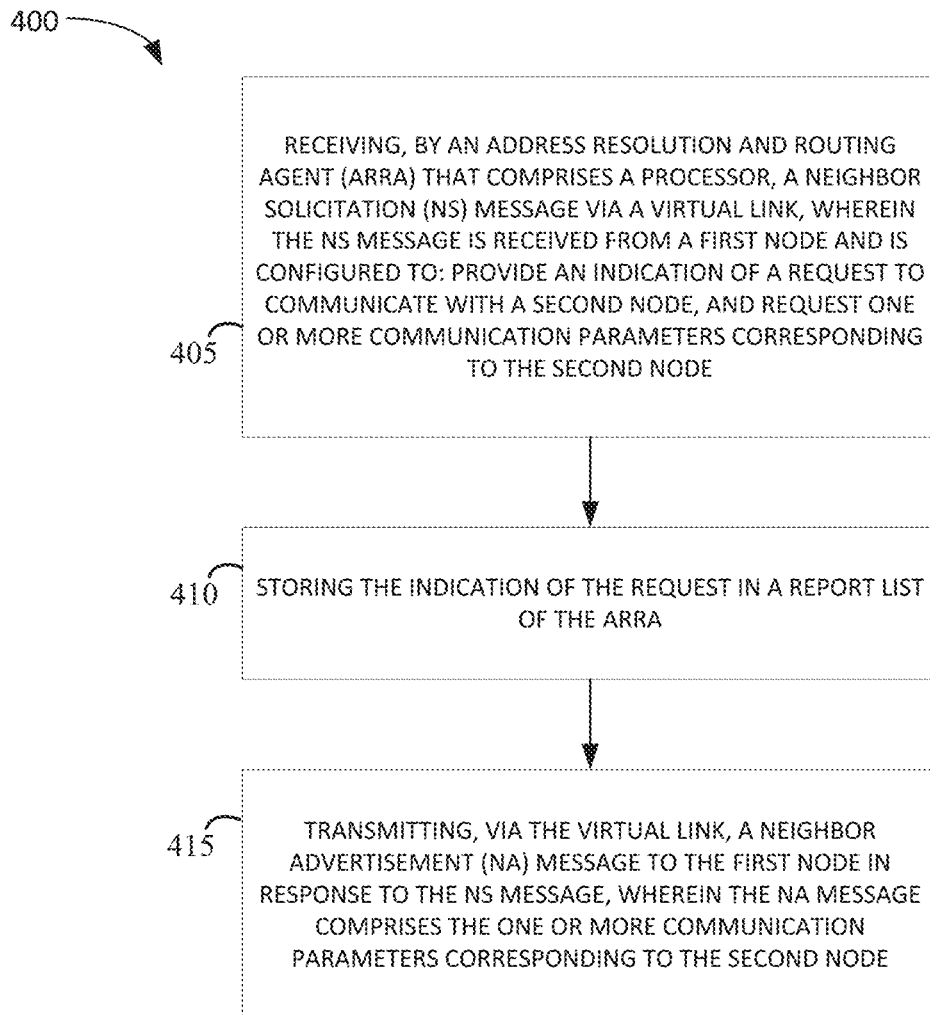 400
RECEIVING, BY AN ADDRESS RESOLUTION AND ROUTING
AGENT (ARRA) THAT COMPRISES A PROCESSOR, A NEIGHBOR
SOLICITATION (NS) MESSAGE VIA A VIRTUAL LINK, WHEREIN
THE NS MESSAGE IS RECEIVED FROM A FIRST NODE AND IS
CONFIGURED TO: PROVIDE AN INDICATION OF A REQUEST TO
COMMUNICATE WITH A SECOND NODE, AND REQUEST ONE
OR MORE COMMUNICATION PARAMETERS CORRESPONDING
TO THE SECOND NODE
405
STORING THE INDICATION OF THE REQUEST IN A REPORT LIST
OF THE ARRA
410
TRANSMITTING, VIA THE VIRTUAL LINK, A NEIGHBOR
ADVERTISEMENT (NA) MESSAGE TO THE FIRST NODE IN
RESPONSE TO THE NS MESSAGE, WHEREIN THE NA MESSAGE
COMPRISES THE ONE OR MORE COMMUNICATION
PARAMETERS CORRESPONDING TO THE SECOND NODE
415